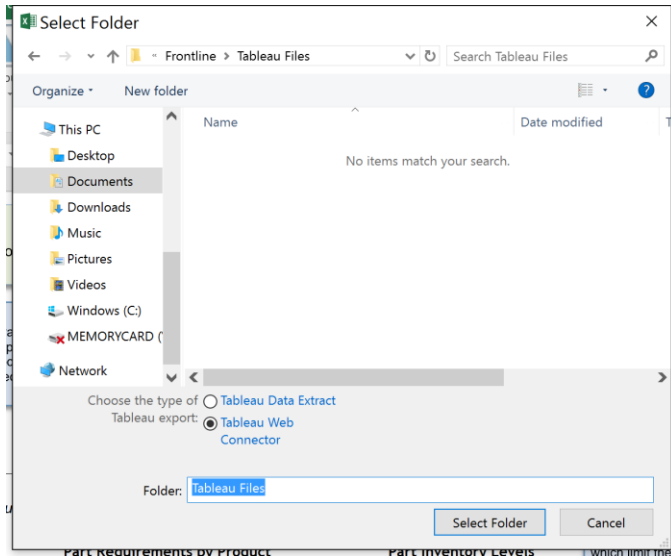 Select Folder
« Frontline > Tableau Files
Search Tableau Files
Organize
New folder
This PC
Desktop
Documents
Downloads
Music
Pictures
Videos
Windows (C:)
MEMORYCARD (
Network
Name
Date modified
No items match your search.
Choose the type of
Tableau export:
Tableau Data Extract
Tableau Web
Connector
Folder:
Tableau Files
Select Folder
Cancel
Part Requirements by Product
Part Inventory Levels
which limit the